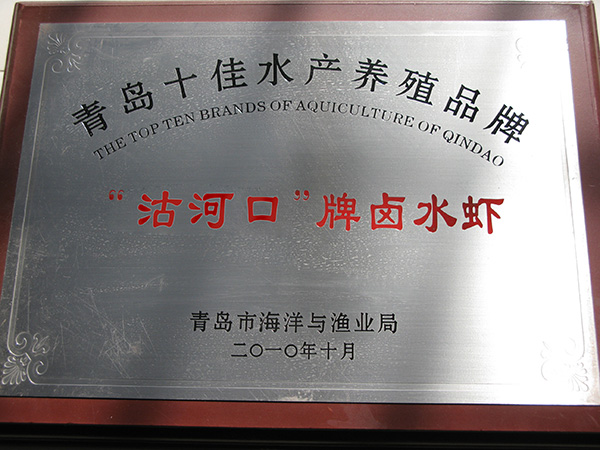 青岛十佳水产养殖品牌
THE TOP TEN BRANDS OF AQUICULTURE OF QINDAO
“沽河口”牌卤水虾
青岛市海洋与渔业局
二〇一〇年十月